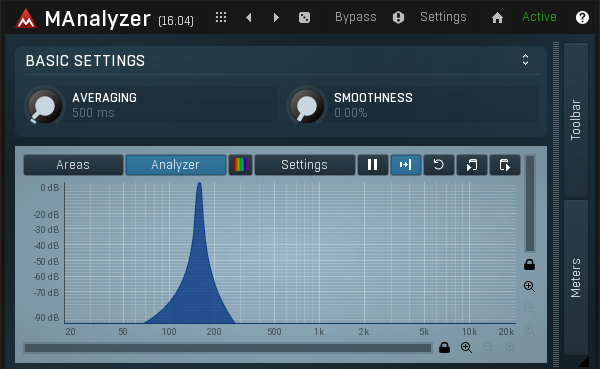 MAnalyzer (16.04) Bypass Settings Active ?
BASIC SETTINGS
AVERAGING
500 ms
SMOOTHNESS
0.00%
Toolbar
Meters
Areas Analyzer Settings
0 dB
-20 dB
-30 dB
-40 dB
-50 dB
-60 dB
-70 dB
-90 dB
20 50 100 200 500 1k 2k 5k 10k 20k